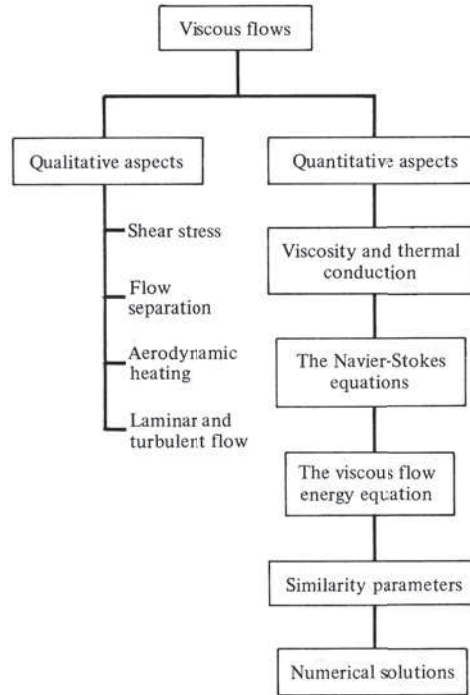 Viscous flows
Qualitative aspects
Shear stress
Flow
separation
Aerodynamic
heating
Laminar and
turbulent flow
Quantitative aspects
Viscosity and thermal
conduction
The Navier-Stokes
equations
The viscous flow
energy equation
Similarity parameters
Numerical solutions